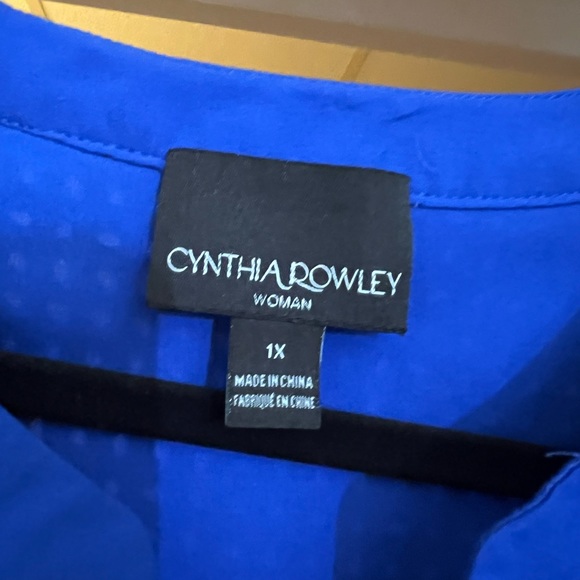 CYNTHIA ROWLEY
WOMAN
1X
MADE IN CHINA
FABRIQUÉ EN CHINE